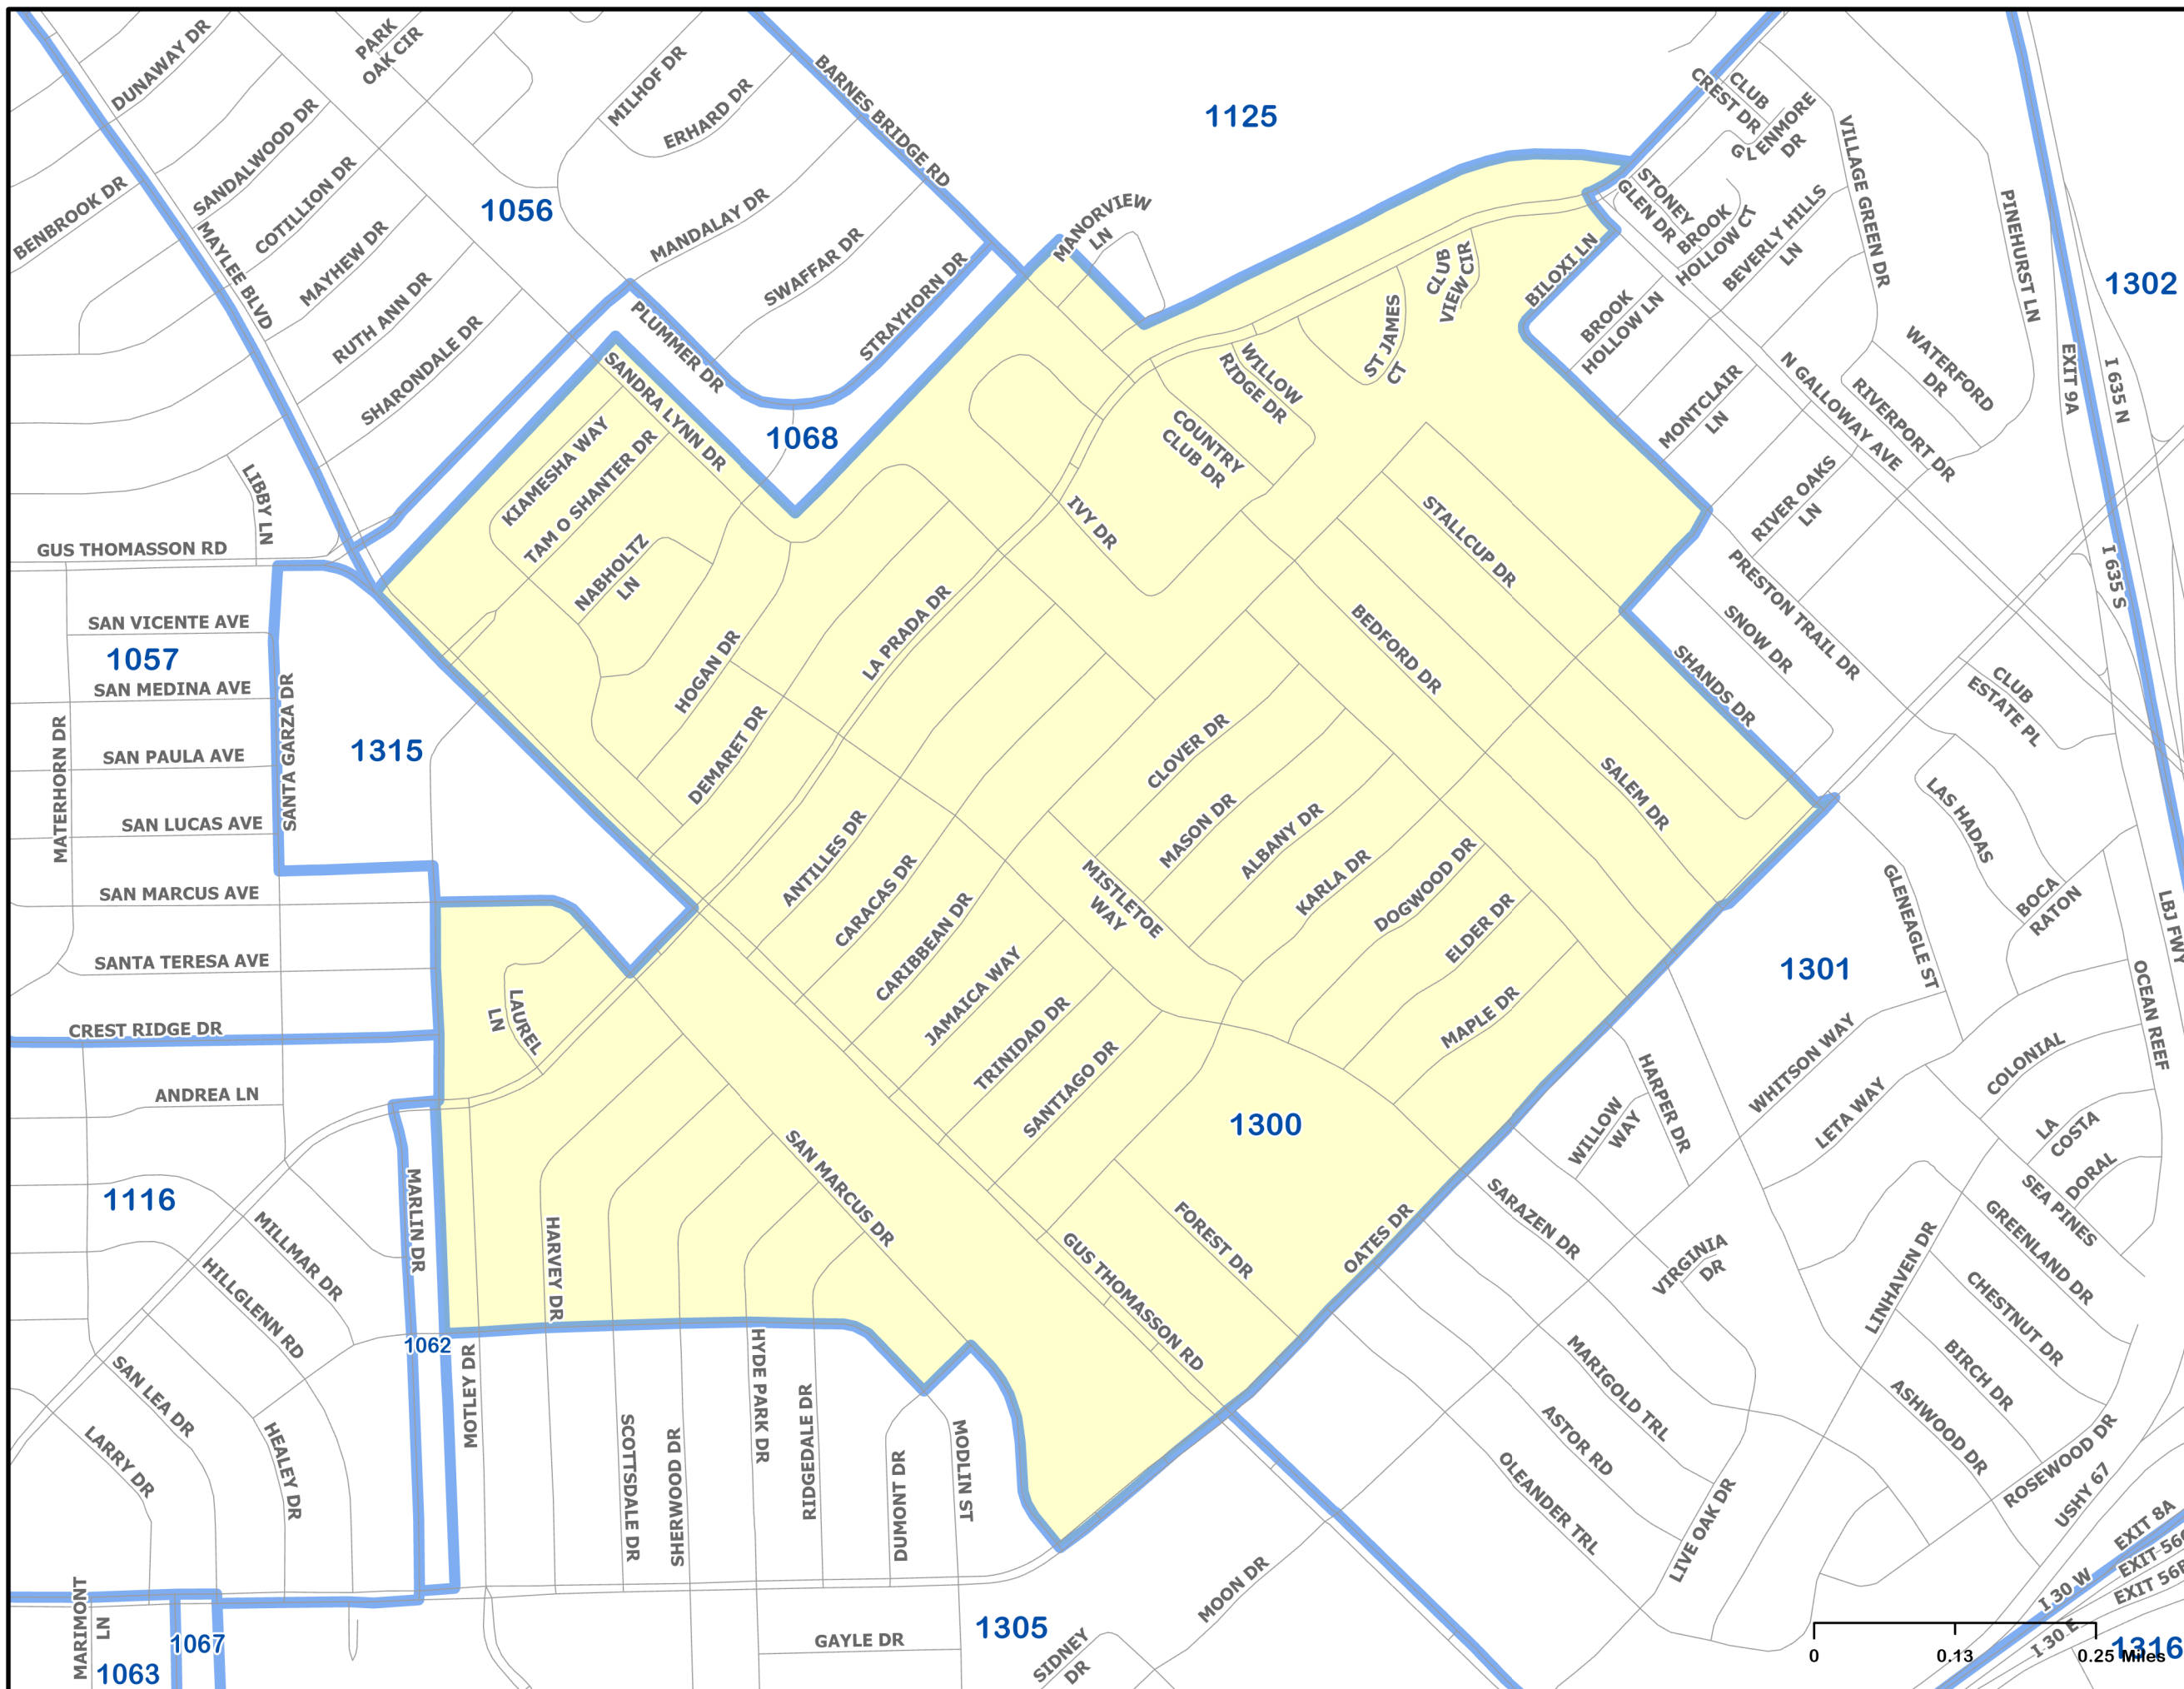 DUNAWAY DR
PARK
OAK CIR
MILHOF DR
ERHARD DR
BARNES BRIDGE RD
1125
CLUB
CREST DR
GLENMORE
DR
VILLAGE GREEN DR
PINEHURST LN
1302
SANDALWOOD DR
COTILLION DR
BENBROOK DR
MAYLEE BLVD
MAYHEW DR
RUTH ANN DR
SHARONDALE DR
1056
MANDALAY DR
SWAFFAR DR
STRAYHORN DR
PLUMMER DR
1068
MANORVIEW
LN
STONEY
GLEN DR
BROOK
HOLLOW CT
BEVERLY HILLS
LN
BILOXI LN
BROOK
HOLLOW LN
CLUB
VIEW CIR
ST JAMES
CT
WILLOW
RIDGE DR
COUNTRY
CLUB DR
MONTCLAIR
LN
N GALLOWAY AVE
RIVERPORT DR
WATERFORD
DR
EXIT 9A
I 635 N
I 635 S
RIVER OAKS
LN
PRESTON TRAIL DR
SNOW DR
SHANDS DR
CLUB
ESTATE PL
LIBBY LN
GUS THOMASSON RD
SANDRA LYNN DR
KIAMESHA WAY
TAM O SHANTER DR
NABHOLTZ
LN
HOGAN DR
DEMARET DR
LA PRADA DR
IVY DR
STALLCUP DR
BEDFORD DR
SALEM DR
SAN VICENTE AVE
1057
SAN MEDINA AVE
SAN PAULA AVE
SAN LUCAS AVE
SAN MARCUS AVE
SANTA TERESA AVE
CREST RIDGE DR
ANDREA LN
MATERHORN DR
SANTA GARZA DR
1315
ANTILLES DR
CARACAS DR
CARIBBEAN DR
JAMAICA WAY
TRINIDAD DR
SANTIAGO DR
CLOVER DR
MASON DR
ALBANY DR
KARLA DR
DOGWOOD DR
ELDER DR
MAPLE DR
MISTLETOE
WAY
LAUREL
LN
1300
1301
LAS HADAS
BOCA
RATON
GLENEAGLE ST
LBJ FWY
OCEAN REEF
COLONIAL
LA
COSTA
DORAL
SEA PINES
WHITSON WAY
LETA WAY
WILLOW
WAY
HARPER DR
GREENLAND DR
CHESTNUT DR
BIRCH DR
ASHWOOD DR
LINHAVEN DR
ROSEWOOD DR
USHY 67
1116
MARLIN DR
MILLMAR DR
HILLGLENN RD
SAN LEA DR
LARRY DR
HEALEY DR
1062
MOTLEY DR
HARVEY DR
SCOTTSDALE DR
SHERWOOD DR
HYDE PARK DR
RIDGEDALE DR
DUMONT DR
MODLIN ST
SAN MARCUS DR
GUS THOMASSON RD
FOREST DR
OATES DR
SARAZEN DR
VIRGINIA
DR
MARIGOLD TRL
ASTOR RD
OLEANDER TRL
LIVE OAK DR
MOON DR
MARIMONT
LN
1067
1063
GAYLE DR
1305
SIDNEY
DR
EXIT 8A
I 30 W
I 30 E
1316
0
0.13
0.25 Miles